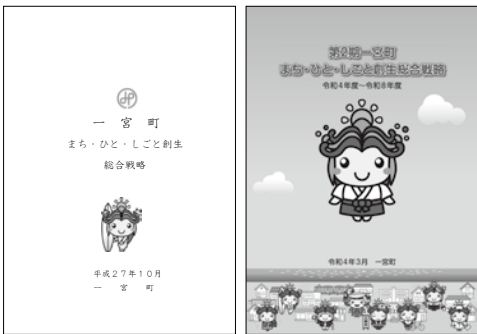 一宮町
まち・ひと・しごと創生
総合戦略
平成27年10月
一宮町
第2期一宮町
まち・ひと・しごと創生総合戦略
令和4年度～令和8年度
令和4年3月 一宮町